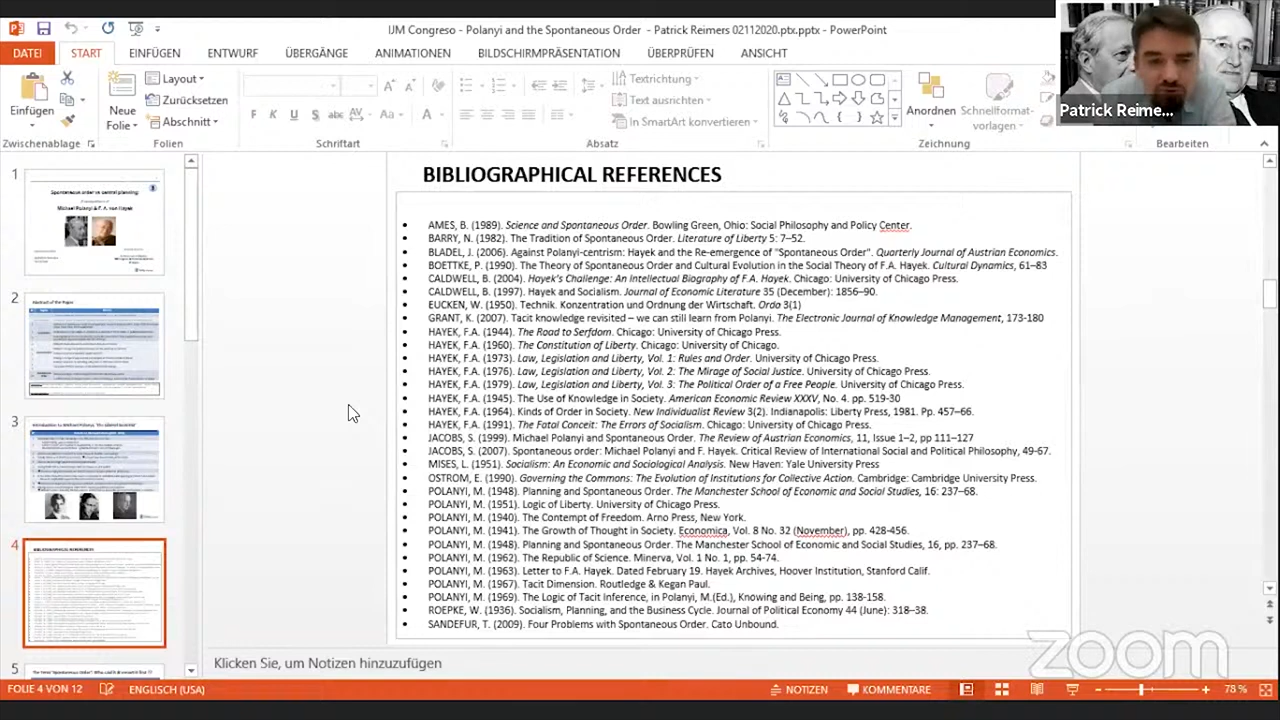 IJM Congreso - Polanyi and the Spontaneous Order - Patrick Reimers 02112020.ptx.pptx - PowerPoint
DATEI START EINFÜGEN ENTWURF ÜBERGÄNGE ANIMATIONEN BILDSCHIRMPRÄSENTATION ÜBERPRÜFEN ANSICHT
Patrick Reime...
Einfügen
Neue Folie
Layout
Zurücksetzen
Abschnitt
F K U S abc AV
Textrichtung
Text ausrichten
In SmartArt konvertieren
Anordnen
Schnellformat-
vorlagen
Zwischenablage Folien Schriftart Absatz Zeichnung Bearbeiten
1
Spontaneous order vs central planning:
Michael Polanyi & F. A. von Hayek
2
Abstract of the Paper
3
4
BIBLIOGRAPHICAL REFERENCES
5
BIBLIOGRAPHICAL REFERENCES
• AMES, B. (1989). Science and Spontaneous Order. Bowling Green, Ohio: Social Philosophy and Policy Center.
• BARRY, N. (1982). The Tradition of Spontaneous Order. Literature of Liberty 5: 7–52.
• BLADEL, J. (2006). Against Polanyi-centrism: Hayek and the Re-emergence of "Spontaneous Order". Quarterly Journal of Austrian Economics.
• BOETTKE, P. (1990). The Theory of Spontaneous Order and Cultural Evolution in the Social Theory of F.A. Hayek. Cultural Dynamics, 61–83
• CALDWELL, B. (2004). Hayek's Challenge: An Intellectual Biography of F.A. Hayek. Chicago: University of Chicago Press.
• CALDWELL, B. (1997). Hayek and Socialism. Journal of Economic Literature 35 (December): 1856–90.
• EUCKEN, W. (1950). Technik. Konzentration und Ordnung der Wirtschaft. Ordo 3(1)
• GRANT, K. (2007). Tacit knowledge revisited – we can still learn from Polanyi. The Electronic Journal of Knowledge Management, 173-180
• HAYEK, F.A. (1944). The Road to Serfdom. Chicago: University of Chicago Press.
• HAYEK, F.A. (1960). The Constitution of Liberty. Chicago: University of Chicago.
• HAYEK, F.A. (1973). Law, Legislation and Liberty, Vol. 1: Rules and Order. University of Chicago Press.
• HAYEK, F.A. (1976). Law, Legislation and Liberty, Vol. 2: The Mirage of Social Justice. University of Chicago Press.
• HAYEK, F.A. (1979). Law, Legislation and Liberty, Vol. 3: The Political Order of a Free People. University of Chicago Press.
• HAYEK, F.A. (1945). The Use of Knowledge in Society. American Economic Review XXXV, No. 4. pp. 519-30
• HAYEK, F.A. (1964). Kinds of Order in Society. New Individualist Review 3(2). Indianapolis: Liberty Press, 1981. Pp. 457–66.
• HAYEK, F.A. (1991). The Fatal Conceit: The Errors of Socialism. Chicago: University of Chicago Press.
• JACOBS, S. (1997). Michael Polanyi and Spontaneous Order. The Review of Austrian Economics, 11, Issue 1–2, pp. 111–127.
• JACOBS, S. Spontaneous order: Michael Polanyi and F. Hayek. Critical Review of International Social and Political Philosophy, 49-67.
• MISES, L. (1951). Socialism: An Economic and Sociological Analysis. New Haven: Yale University Press
• OSTROM, E. (1990). Governing the Commons: The Evolution of Institutions for Collective Action. Cambridge: Cambridge University Press.
• POLANYI, M. (1948). Planning and Spontaneous Order. The Manchester School of Economic and Social Studies, 16: 237–68.
• POLANYI, M. (1951). Logic of Liberty. University of Chicago Press.
• POLANYI, M. (1940). The Contempt of Freedom. Arno Press, New York.
• POLANYI, M. (1941). The Growth of Thought in Society. Economica, Vol. 8 No. 32 (November), pp. 428-456.
• POLANYI, M. (1948). Planning and Spontaneous Order. The Manchester School of Economic and Social Studies, 16, pp. 237–68.
• POLANYI, M. (1962). The Republic of Science. Minerva, Vol. 1 No. 1, pp. 54-74.
• POLANYI, M. Letter to F.A. Hayek. Dated February 19. Hayek Archives, Hoover Institution, Stanford Calif.
• POLANYI, M. (1997). Tacit Dimension. Routledge & Kegan Paul.
• POLANYI, M. (1999). The Logic of Tacit Inference, in Polanyi, M.(Ed.), Knowing and Being, pp. 138-158.
• ROEPKE, W. Socialism, Planning, and the Business Cycle. Journal of Political Economy 44 (June): 318–38.
• SANDEFUR, T. (2009). Four Problems with Spontaneous Order. Cato Unbound.
Klicken Sie, um Notizen hinzuzufügen
zoom
FOLIE 4 VON 12 ENGLISCH (USA) NOTIZEN KOMMENTARE 78 %